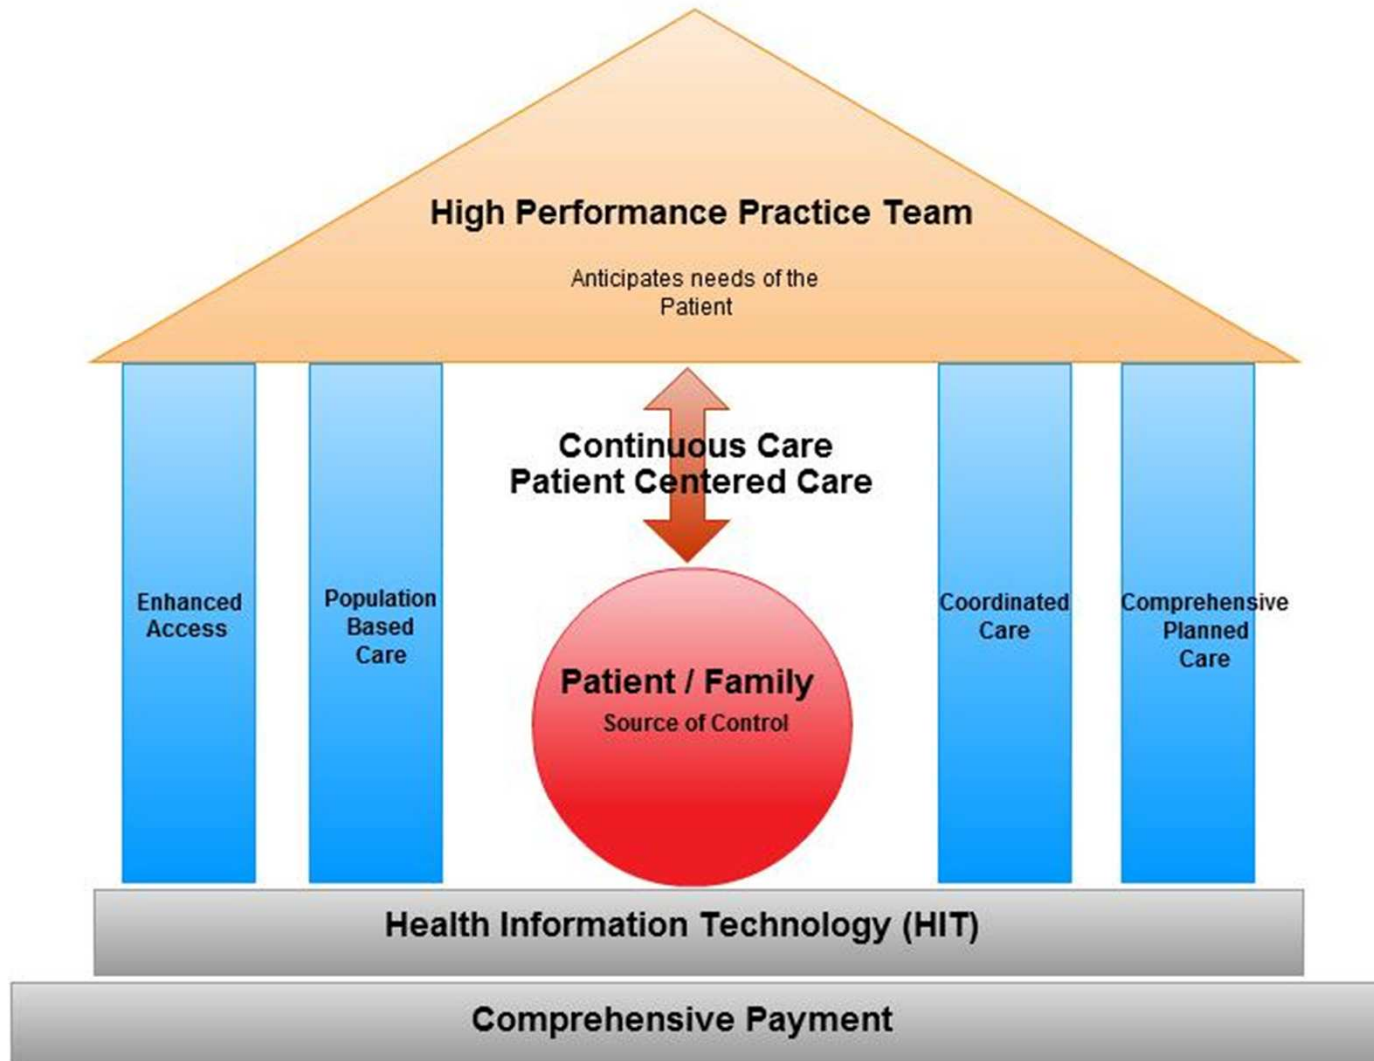 High Performance Practice Team
Anticipates needs of the
Patient
Continuous Care
Patient Centered Care
Enhanced
Access
Population
Based
Care
Patient / Family
Source of Control
Coordinated
Care
Comprehensive
Planned
Care
Health Information Technology (HIT)
Comprehensive Payment